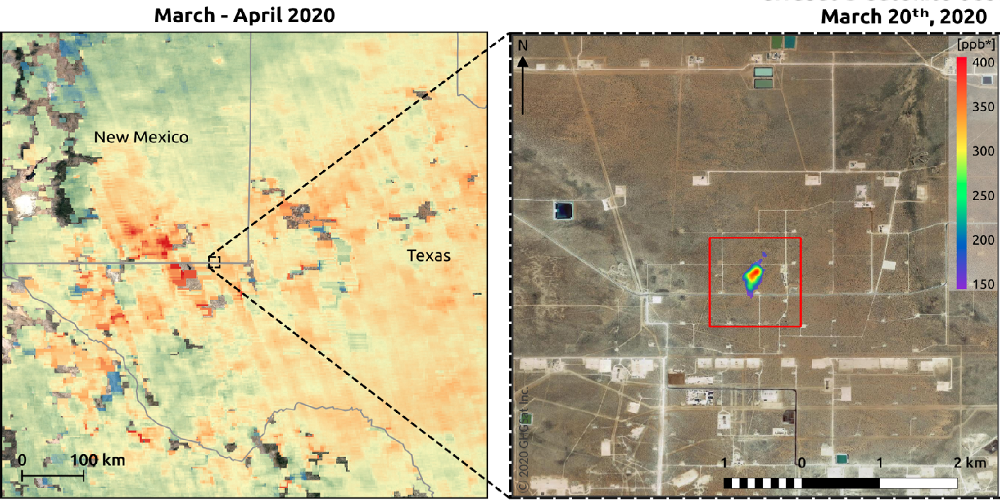 March - April 2020
March 20ᵗʰ, 2020
New Mexico
Texas
0 100 km
N
[ppb*]
400
350
300
250
200
150
© 2020 GHGSat Inc.
1 0 1 2 km